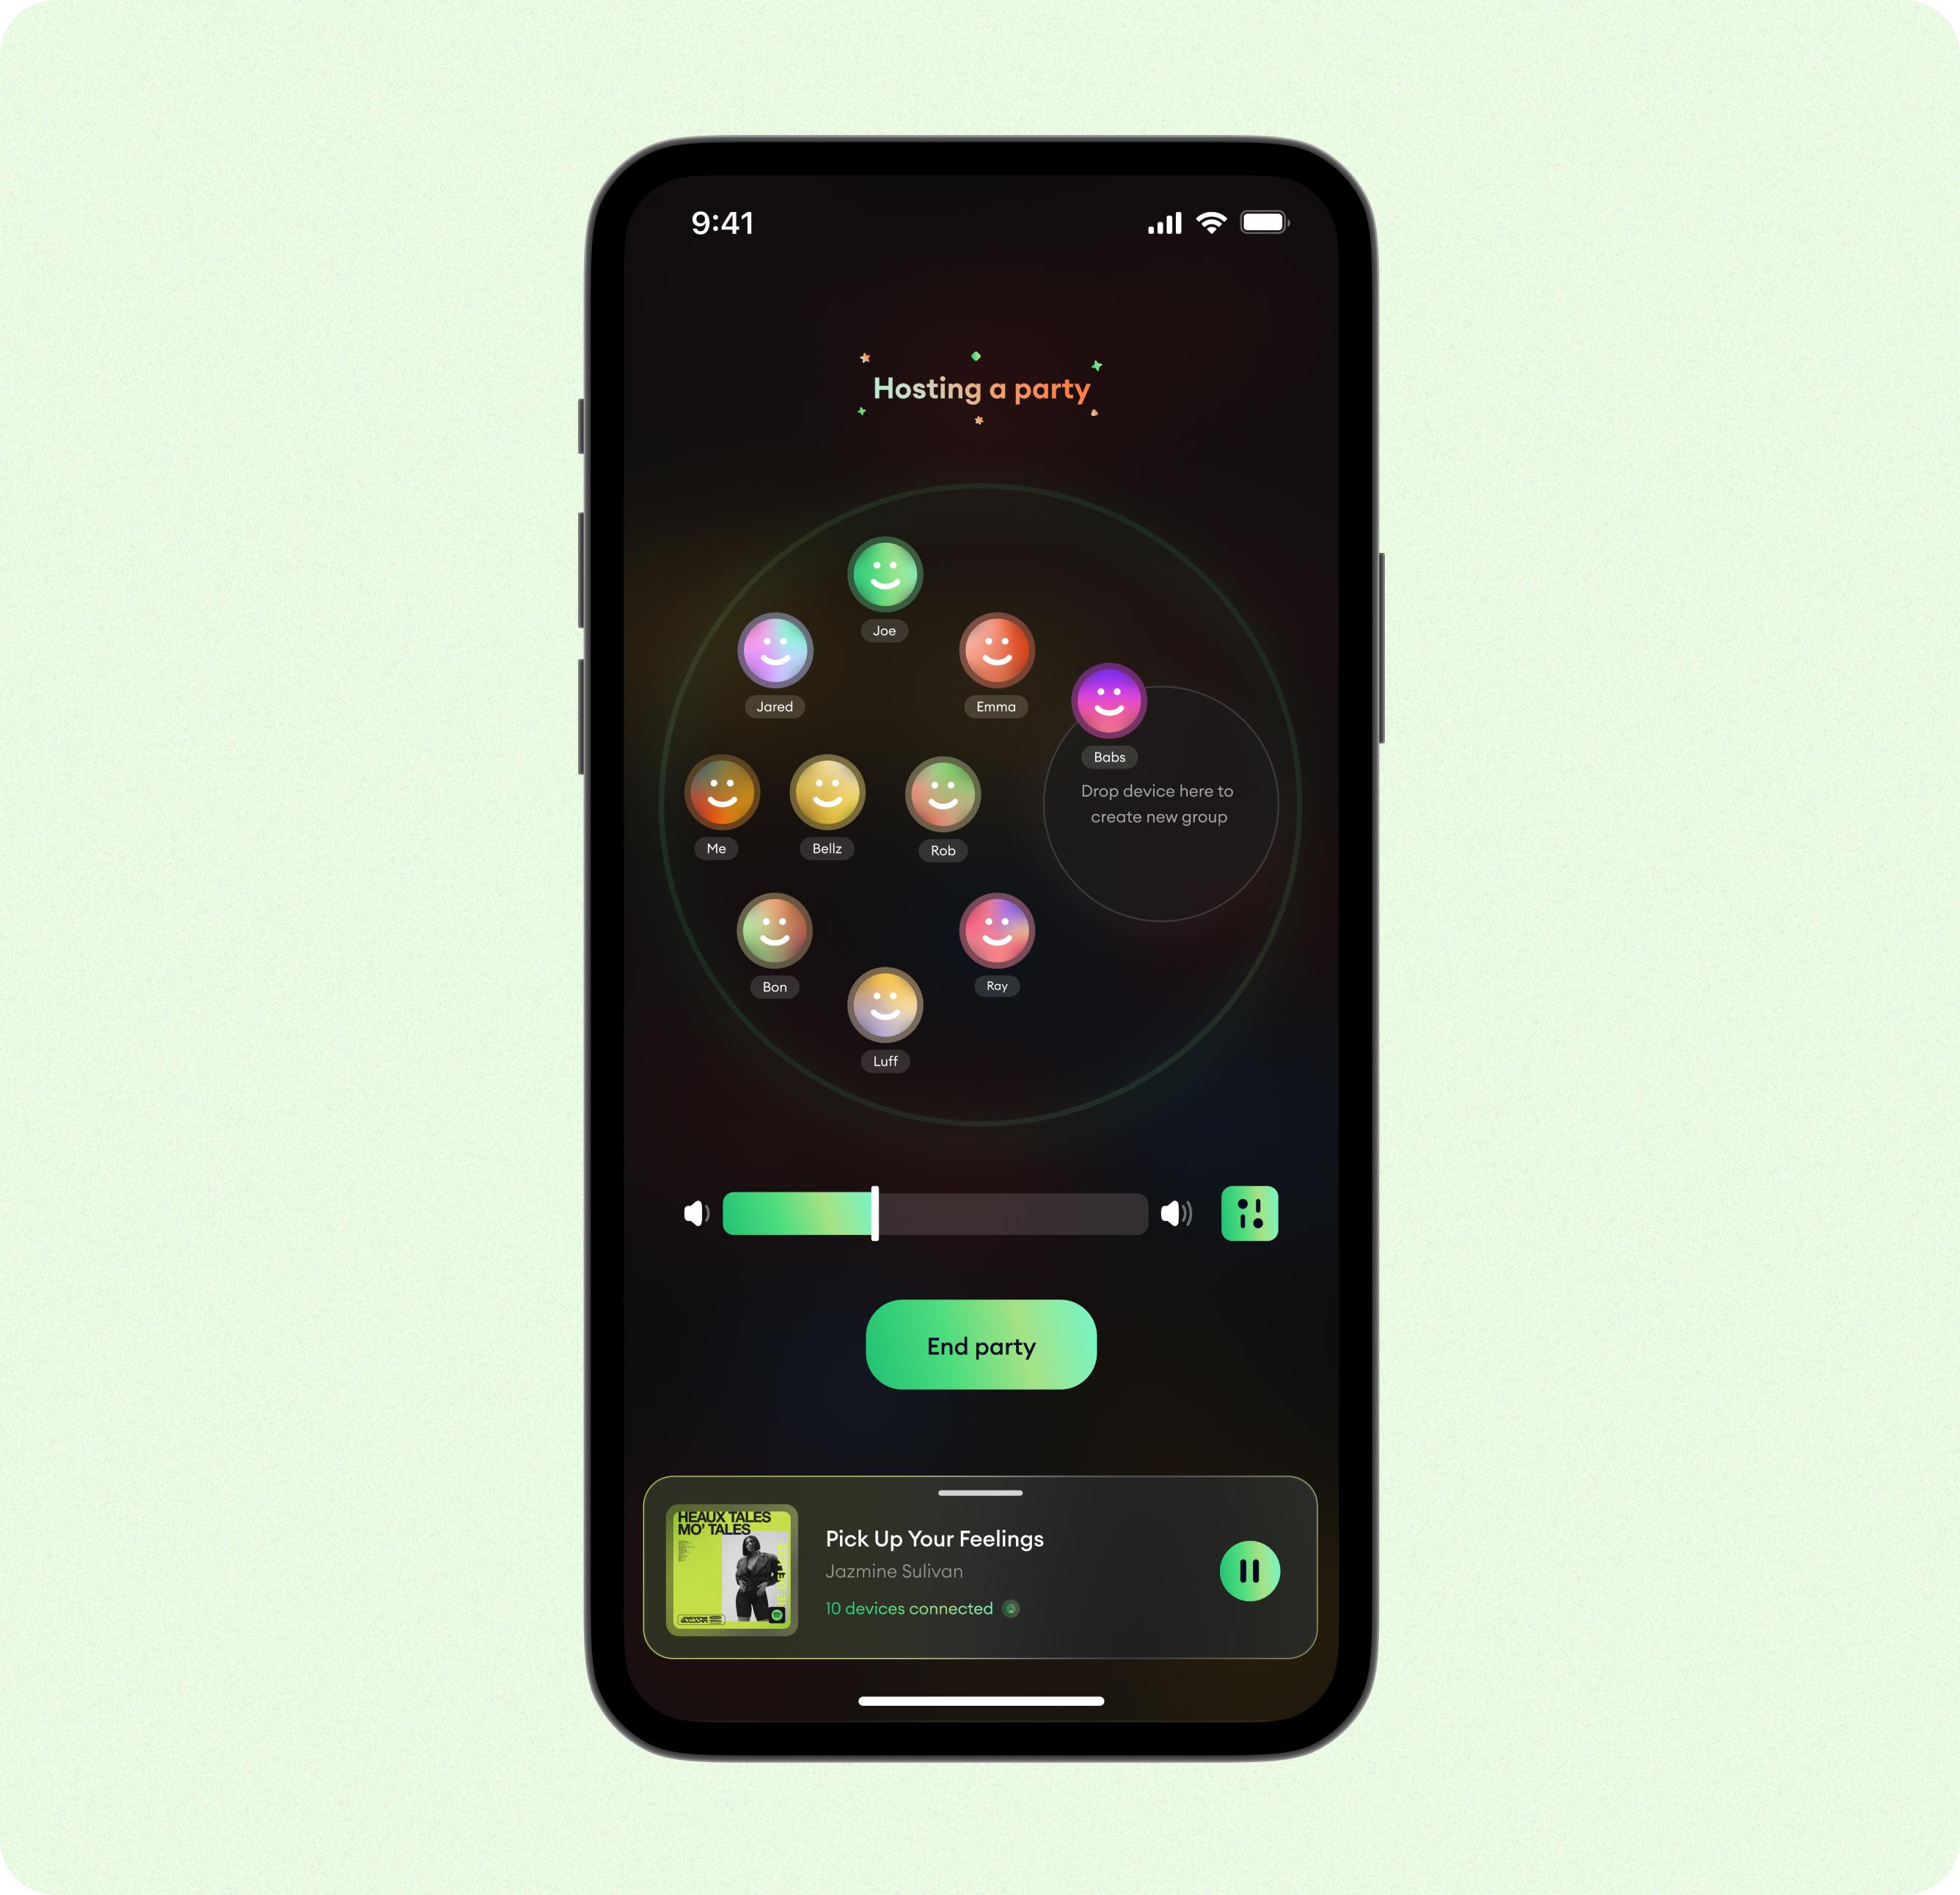 9:41
Hosting a party
Joe
Jared
Emma
Babs
Drop device here to
create new group
Me
Bellz
Rob
Bon
Ray
Luff
End party
HEAUX TALES
MO' TALES
Pick Up Your Feelings
Jazmine Sulivan
10 devices connected